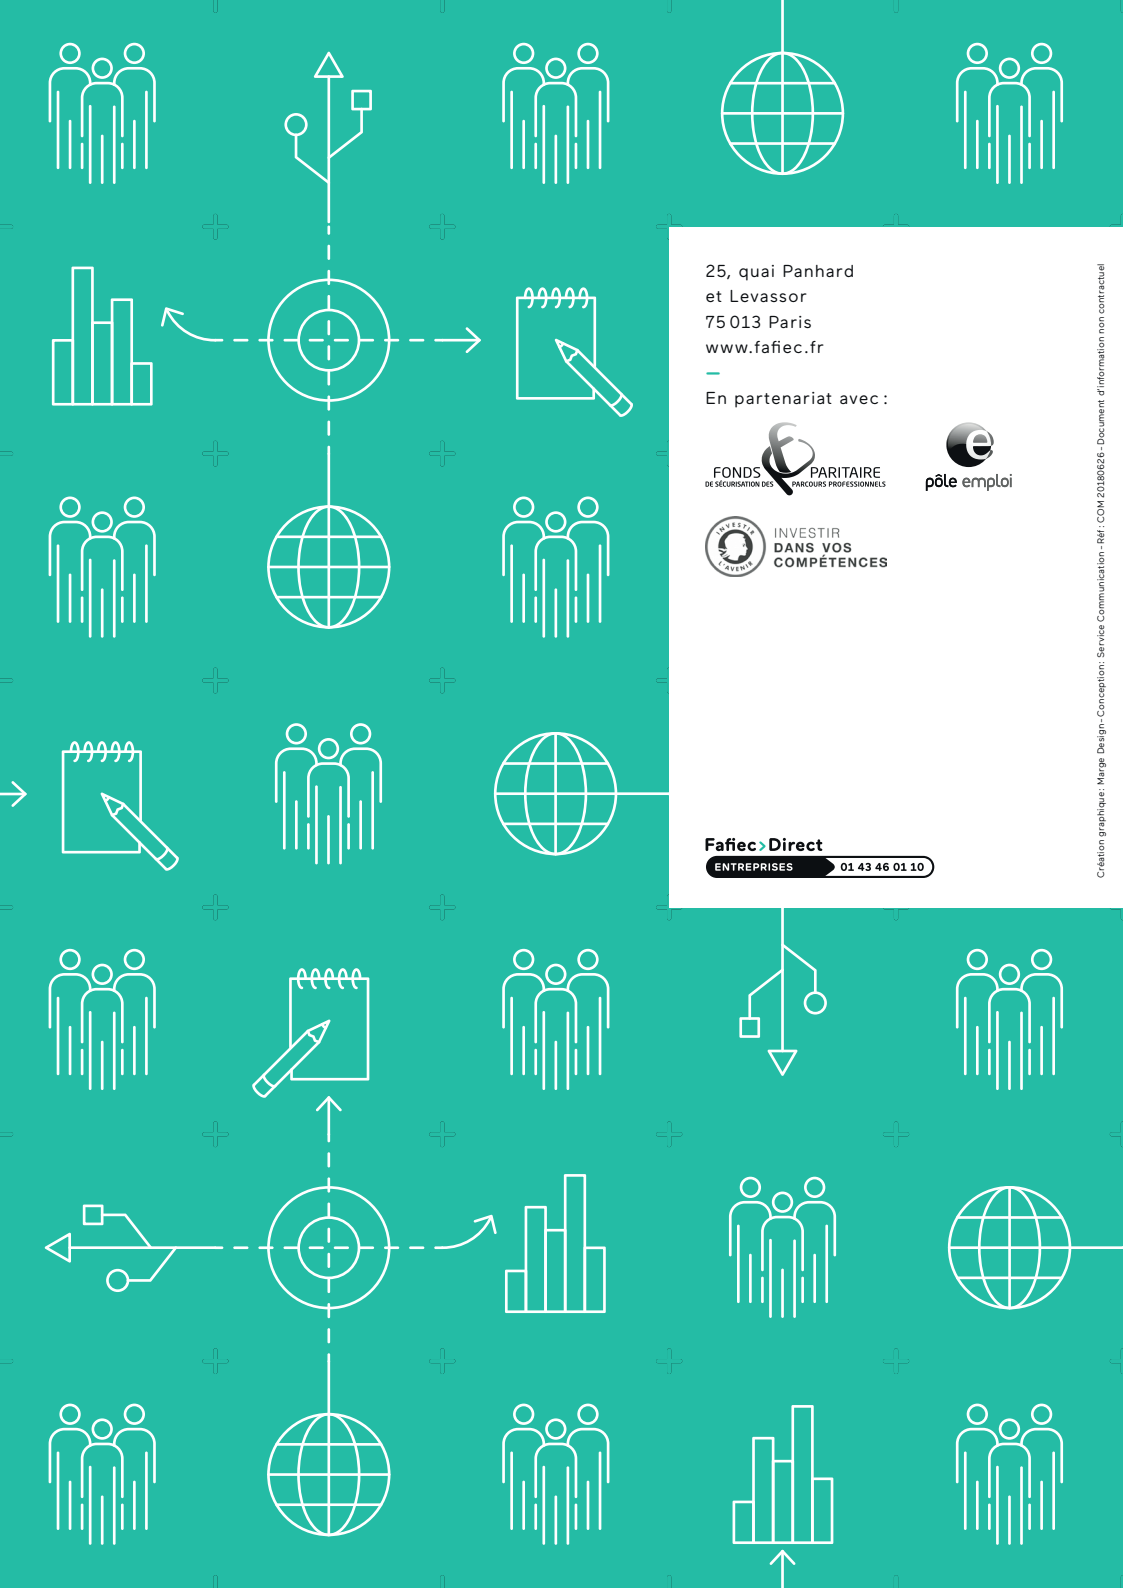 25, quai Panhard
et Levassor
75 013 Paris
www.fafiec.fr
En partenariat avec :
FONDS PARITAIRE
DE SÉCURISATION DES PARCOURS PROFESSIONNELS
pôle emploi
INVESTIR L'AVENIR
INVESTIR
DANS VOS
COMPÉTENCES
Fafiec>Direct
ENTREPRISES 01 43 46 01 10
Création graphique : Marge Design - Conception : Service Communication - Réf : COM 20180626 - Document d'information non contractuel